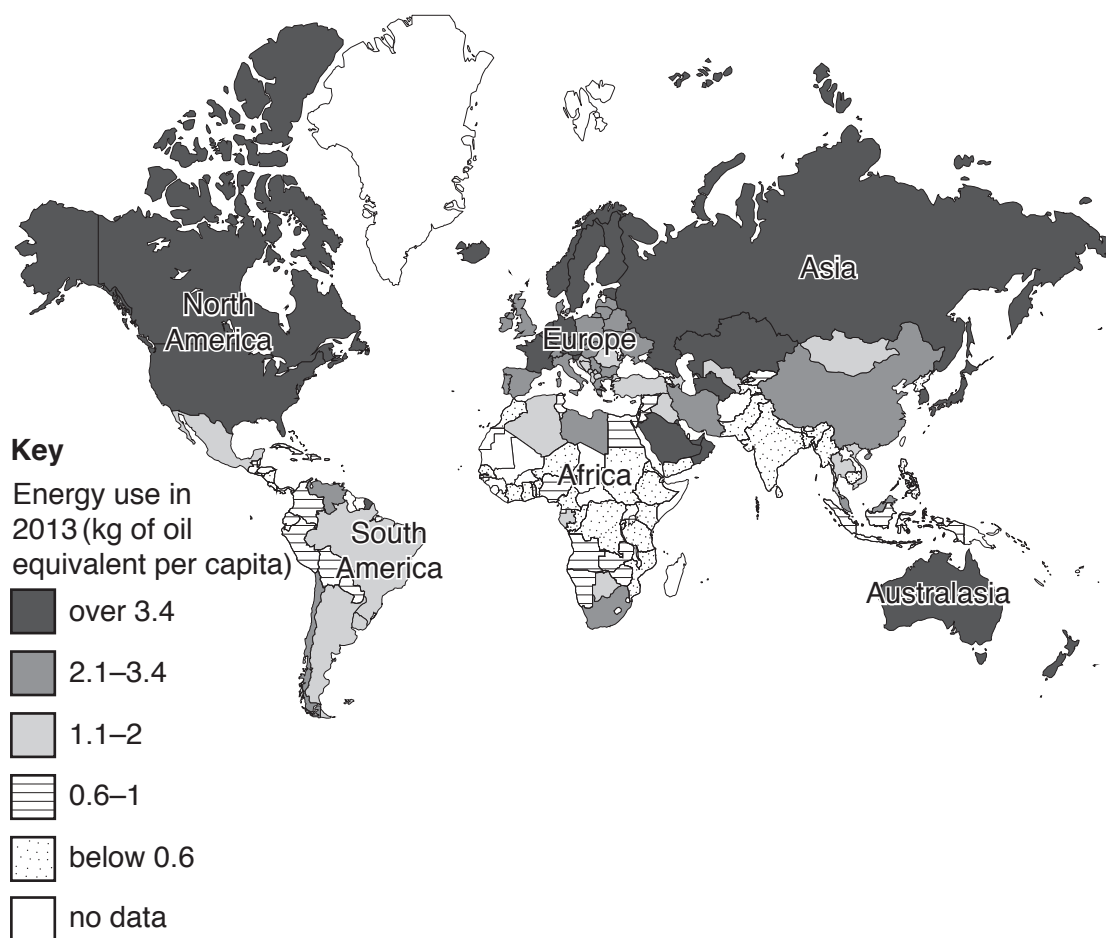 Asia
North
America
Europe
Africa
South
America
Australasia
Key
Energy use in
2013 (kg of oil
equivalent per capita)
over 3.4
2.1–3.4
1.1–2
0.6–1
below 0.6
no data